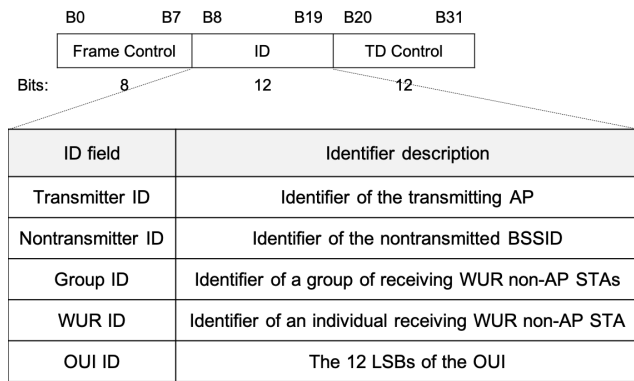 B0 B7 B8 B19 B20 B31
Frame Control ID TD Control
Bits: 8 12 12
ID field Identifier description
Transmitter ID Identifier of the transmitting AP
Nontransmitter ID Identifier of the nontransmitted BSSID
Group ID Identifier of a group of receiving WUR non-AP STAs
WUR ID Identifier of an individual receiving WUR non-AP STA
OUI ID The 12 LSBs of the OUI